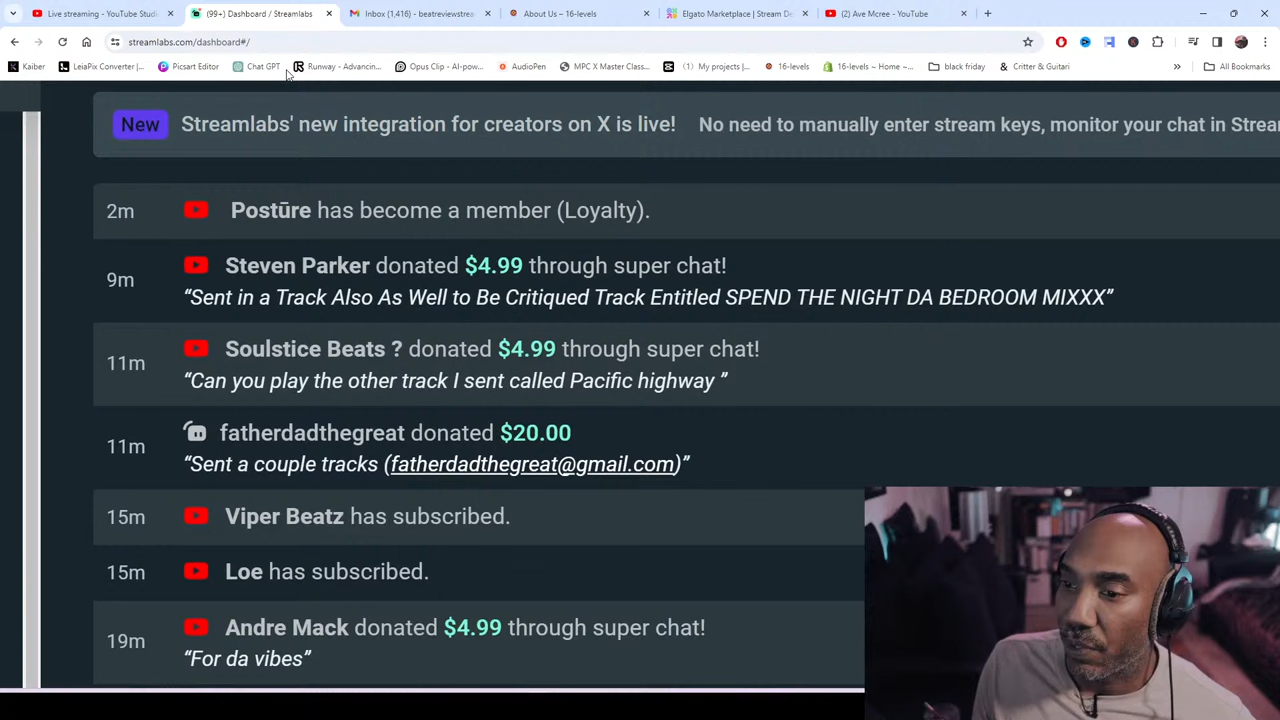 Live streaming - YouTube Studi
(99+) Dashboard / Streamlabs
Inbox (1,416) - beatreviewstrea
About Us – 16-levels
Elgato Marketplace | Stream De
(2) Ave Mcree - YouTube
streamlabs.com/dashboard#/
Kaiber
LeiaPix Converter |...
Picsart Editor
Chat GPT
Runway - Advancin...
Opus Clip - AI-pow...
AudioPen
MPC X Master Class...
(1) My projects |...
16-levels
16-levels ~ Home ~...
black friday
Critter & Guitari
All Bookmarks
New Streamlabs' new integration for creators on X is live! No need to manually enter stream keys, monitor your chat in Strea
2m Postūre has become a member (Loyalty).
9m Steven Parker donated $4.99 through super chat!
“Sent in a Track Also As Well to Be Critiqued Track Entitled SPEND THE NIGHT DA BEDROOM MIXXX”
11m Soulstice Beats ? donated $4.99 through super chat!
“Can you play the other track I sent called Pacific highway ”
11m fatherdadthegreat donated $20.00
“Sent a couple tracks (fatherdadthegreat@gmail.com)”
15m Viper Beatz has subscribed.
15m Loe has subscribed.
19m Andre Mack donated $4.99 through super chat!
“For da vibes”